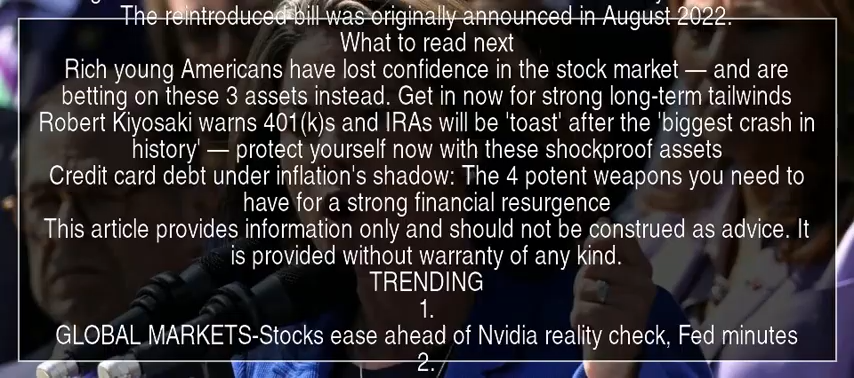 The reintroduced bill was originally announced in August 2022.
What to read next
Rich young Americans have lost confidence in the stock market — and are
betting on these 3 assets instead. Get in now for strong long-term tailwinds
Robert Kiyosaki warns 401(k)s and IRAs will be 'toast' after the 'biggest crash in
history' — protect yourself now with these shockproof assets
Credit card debt under inflation's shadow: The 4 potent weapons you need to
have for a strong financial resurgence
This article provides information only and should not be construed as advice. It
is provided without warranty of any kind.
TRENDING
1.
GLOBAL MARKETS-Stocks ease ahead of Nvidia reality check, Fed minutes
2.